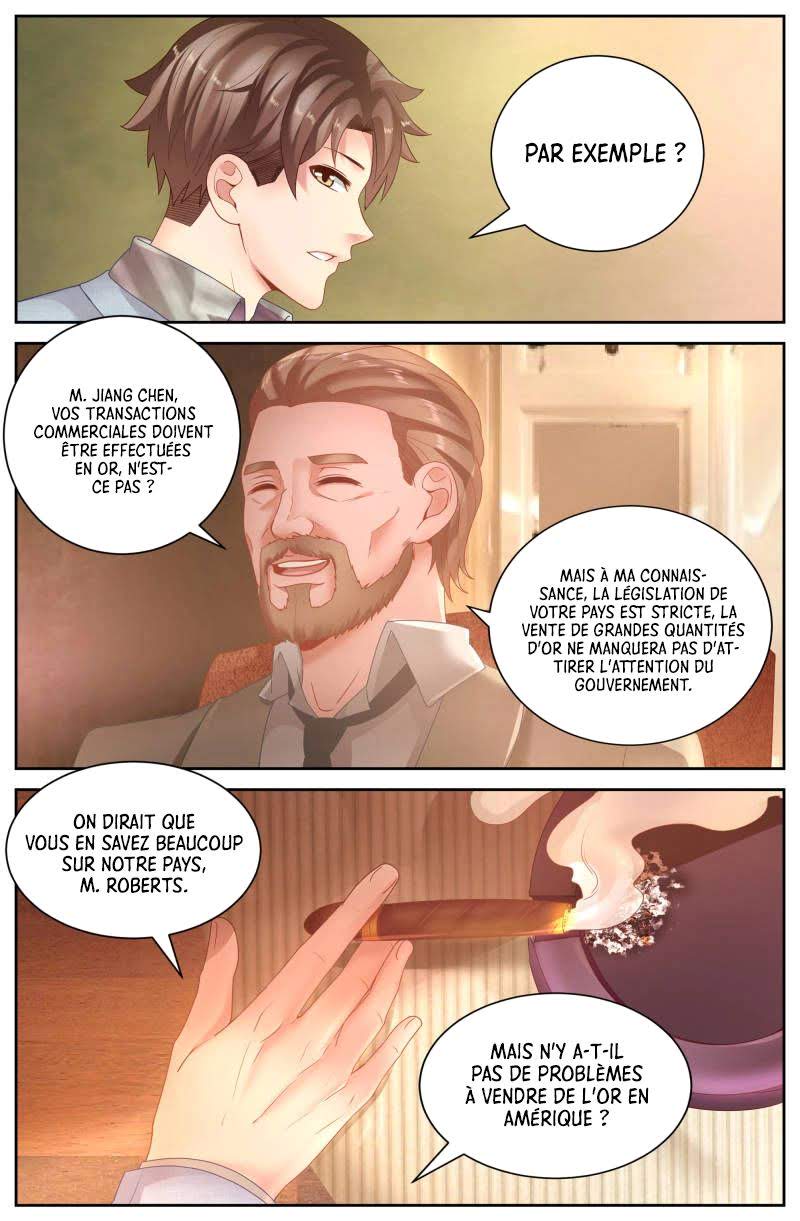 PAR EXEMPLE ?
M. JIANG CHEN,
VOS TRANSACTIONS
COMMERCIALES DOIVENT
ÊTRE EFFECTUÉES
EN OR, N'EST-
CE PAS ?
MAIS À MA CONNAIS-
SANCE, LA LÉGISLATION DE
VOTRE PAYS EST STRICTE, LA
VENTE DE GRANDES QUANTITÉS
D'OR NE MANQUERA PAS D'AT-
TIRER L'ATTENTION DU
GOUVERNEMENT.
ON DIRAIT QUE
VOUS EN SAVEZ BEAUCOUP
SUR NOTRE PAYS,
M. ROBERTS.
MAIS N'Y A-T-IL
PAS DE PROBLÈMES
À VENDRE DE L'OR EN
AMÉRIQUE ?